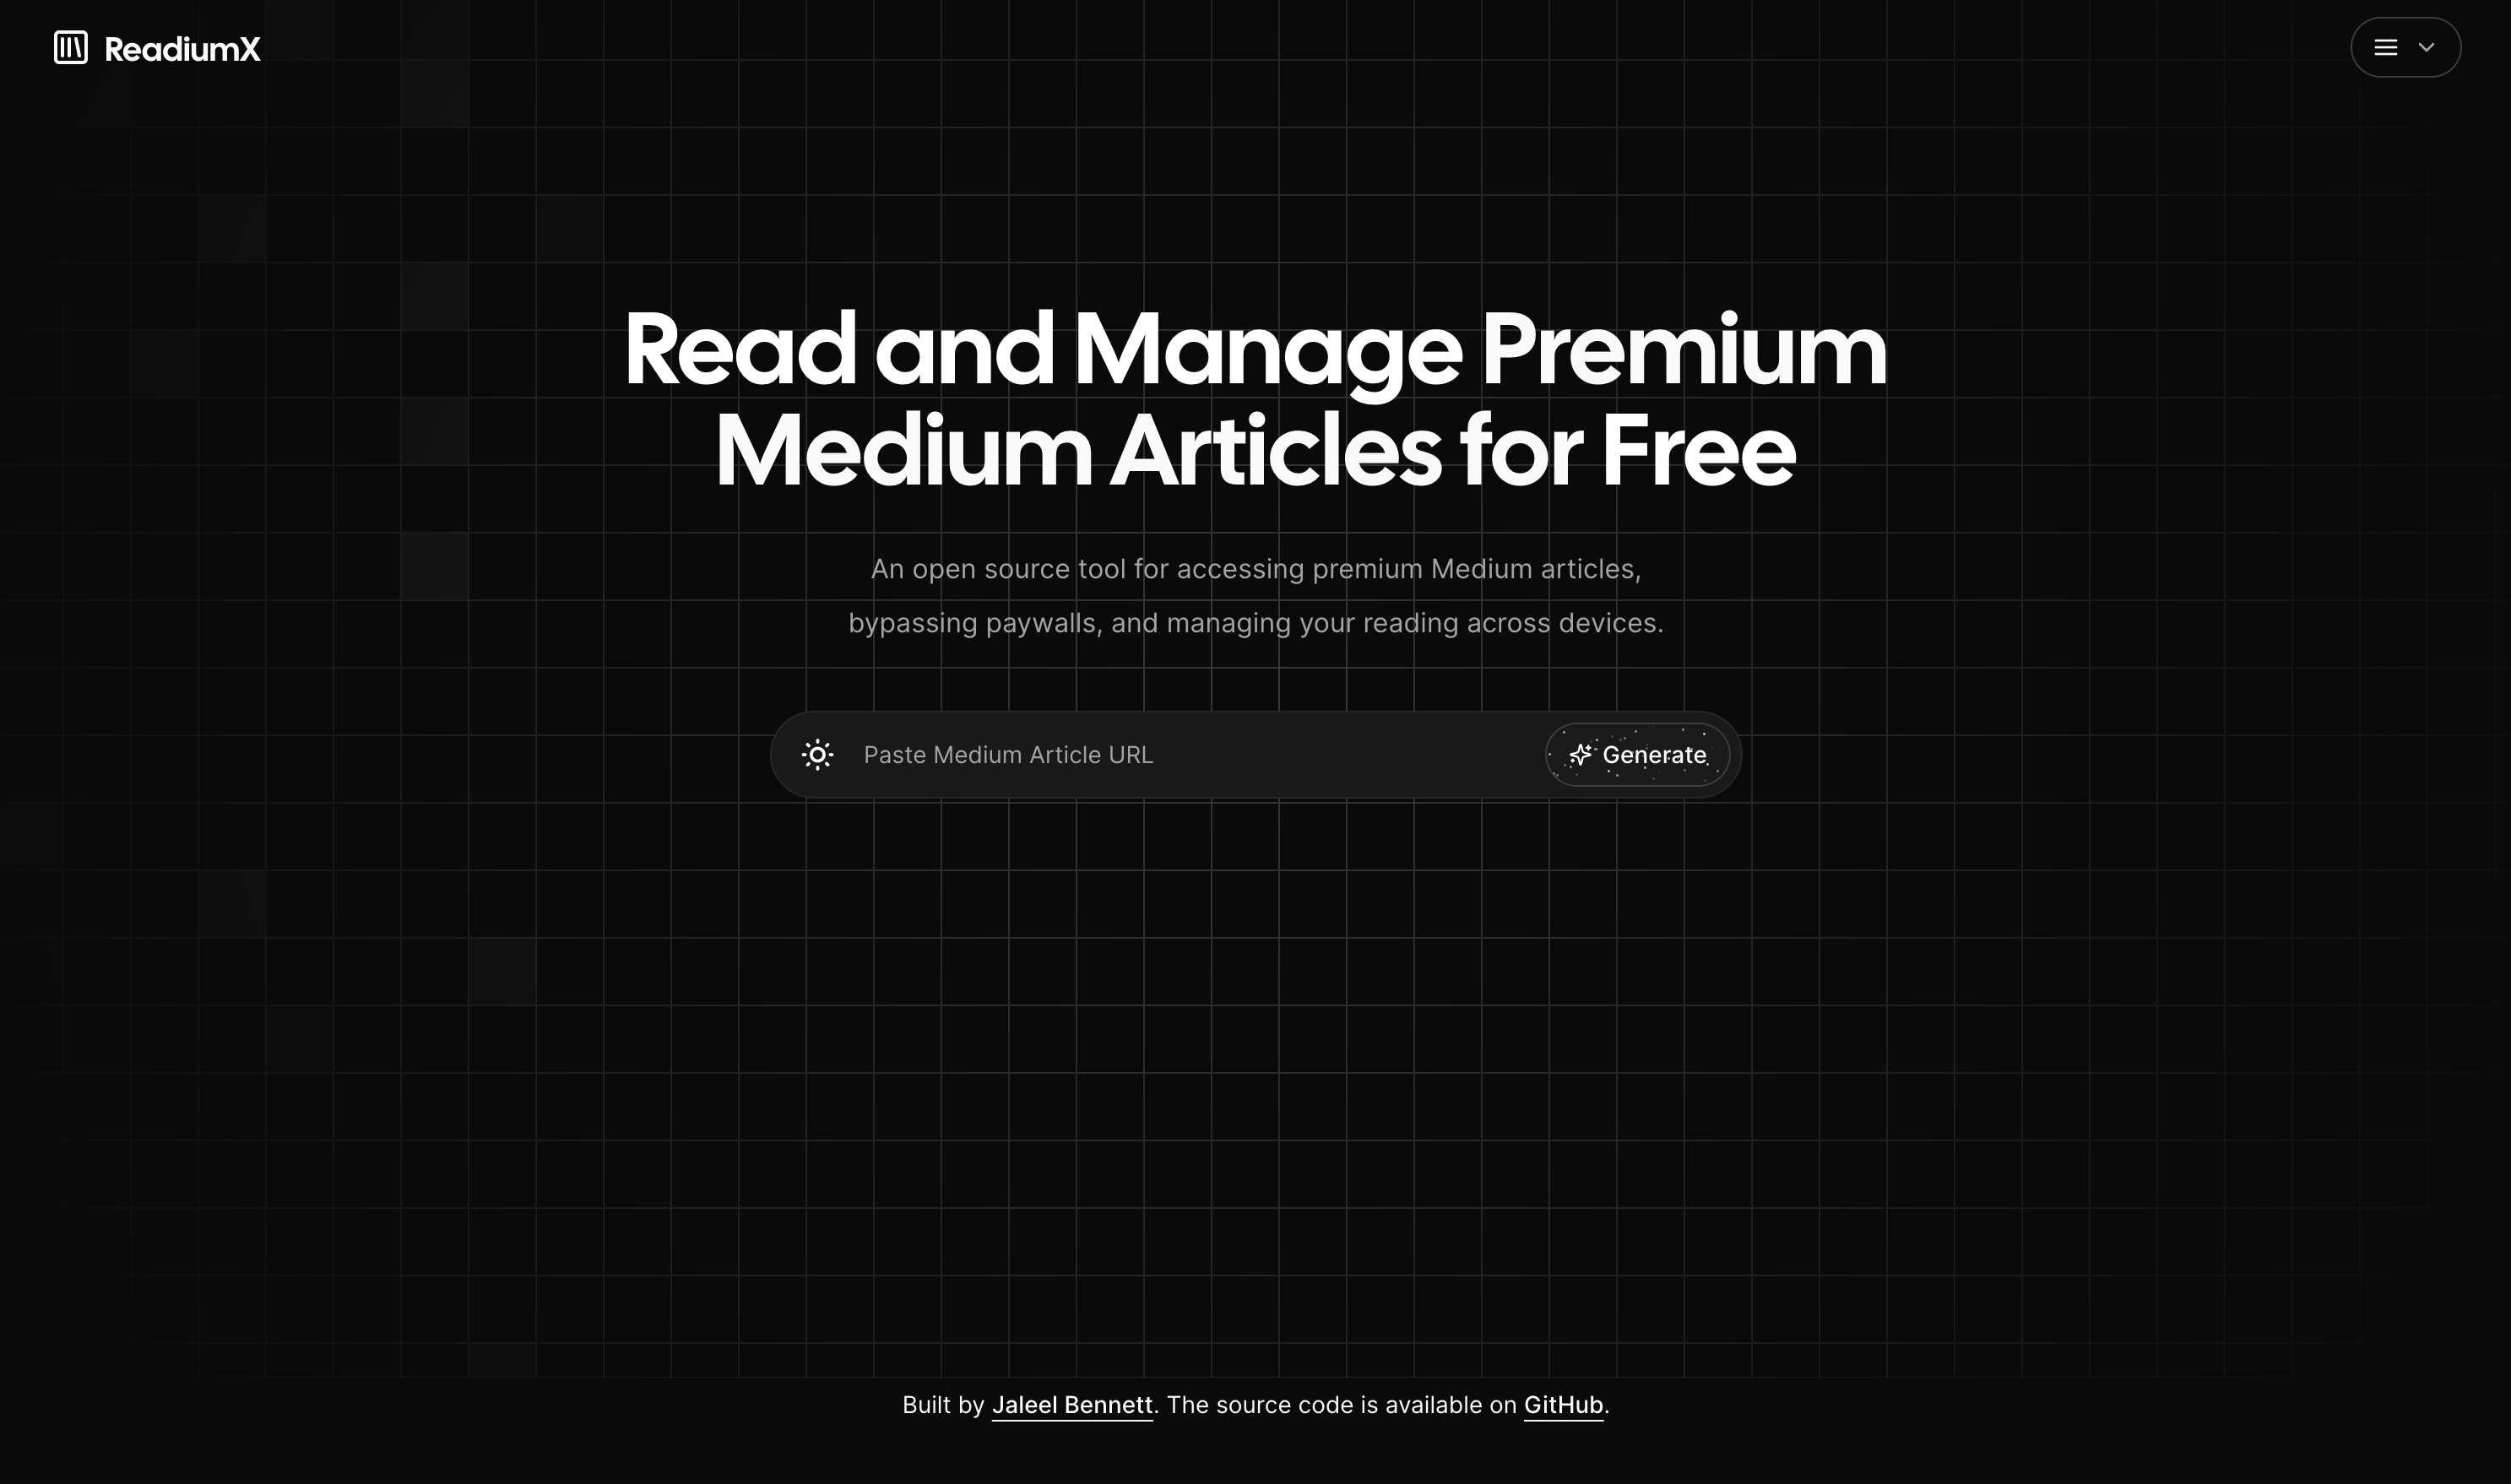 ReadiumX
Read and Manage Premium
Medium Articles for Free
An open source tool for accessing premium Medium articles,
bypassing paywalls, and managing your reading across devices.
Paste Medium Article URL
Generate
Built by Jaleel Bennett. The source code is available on GitHub.